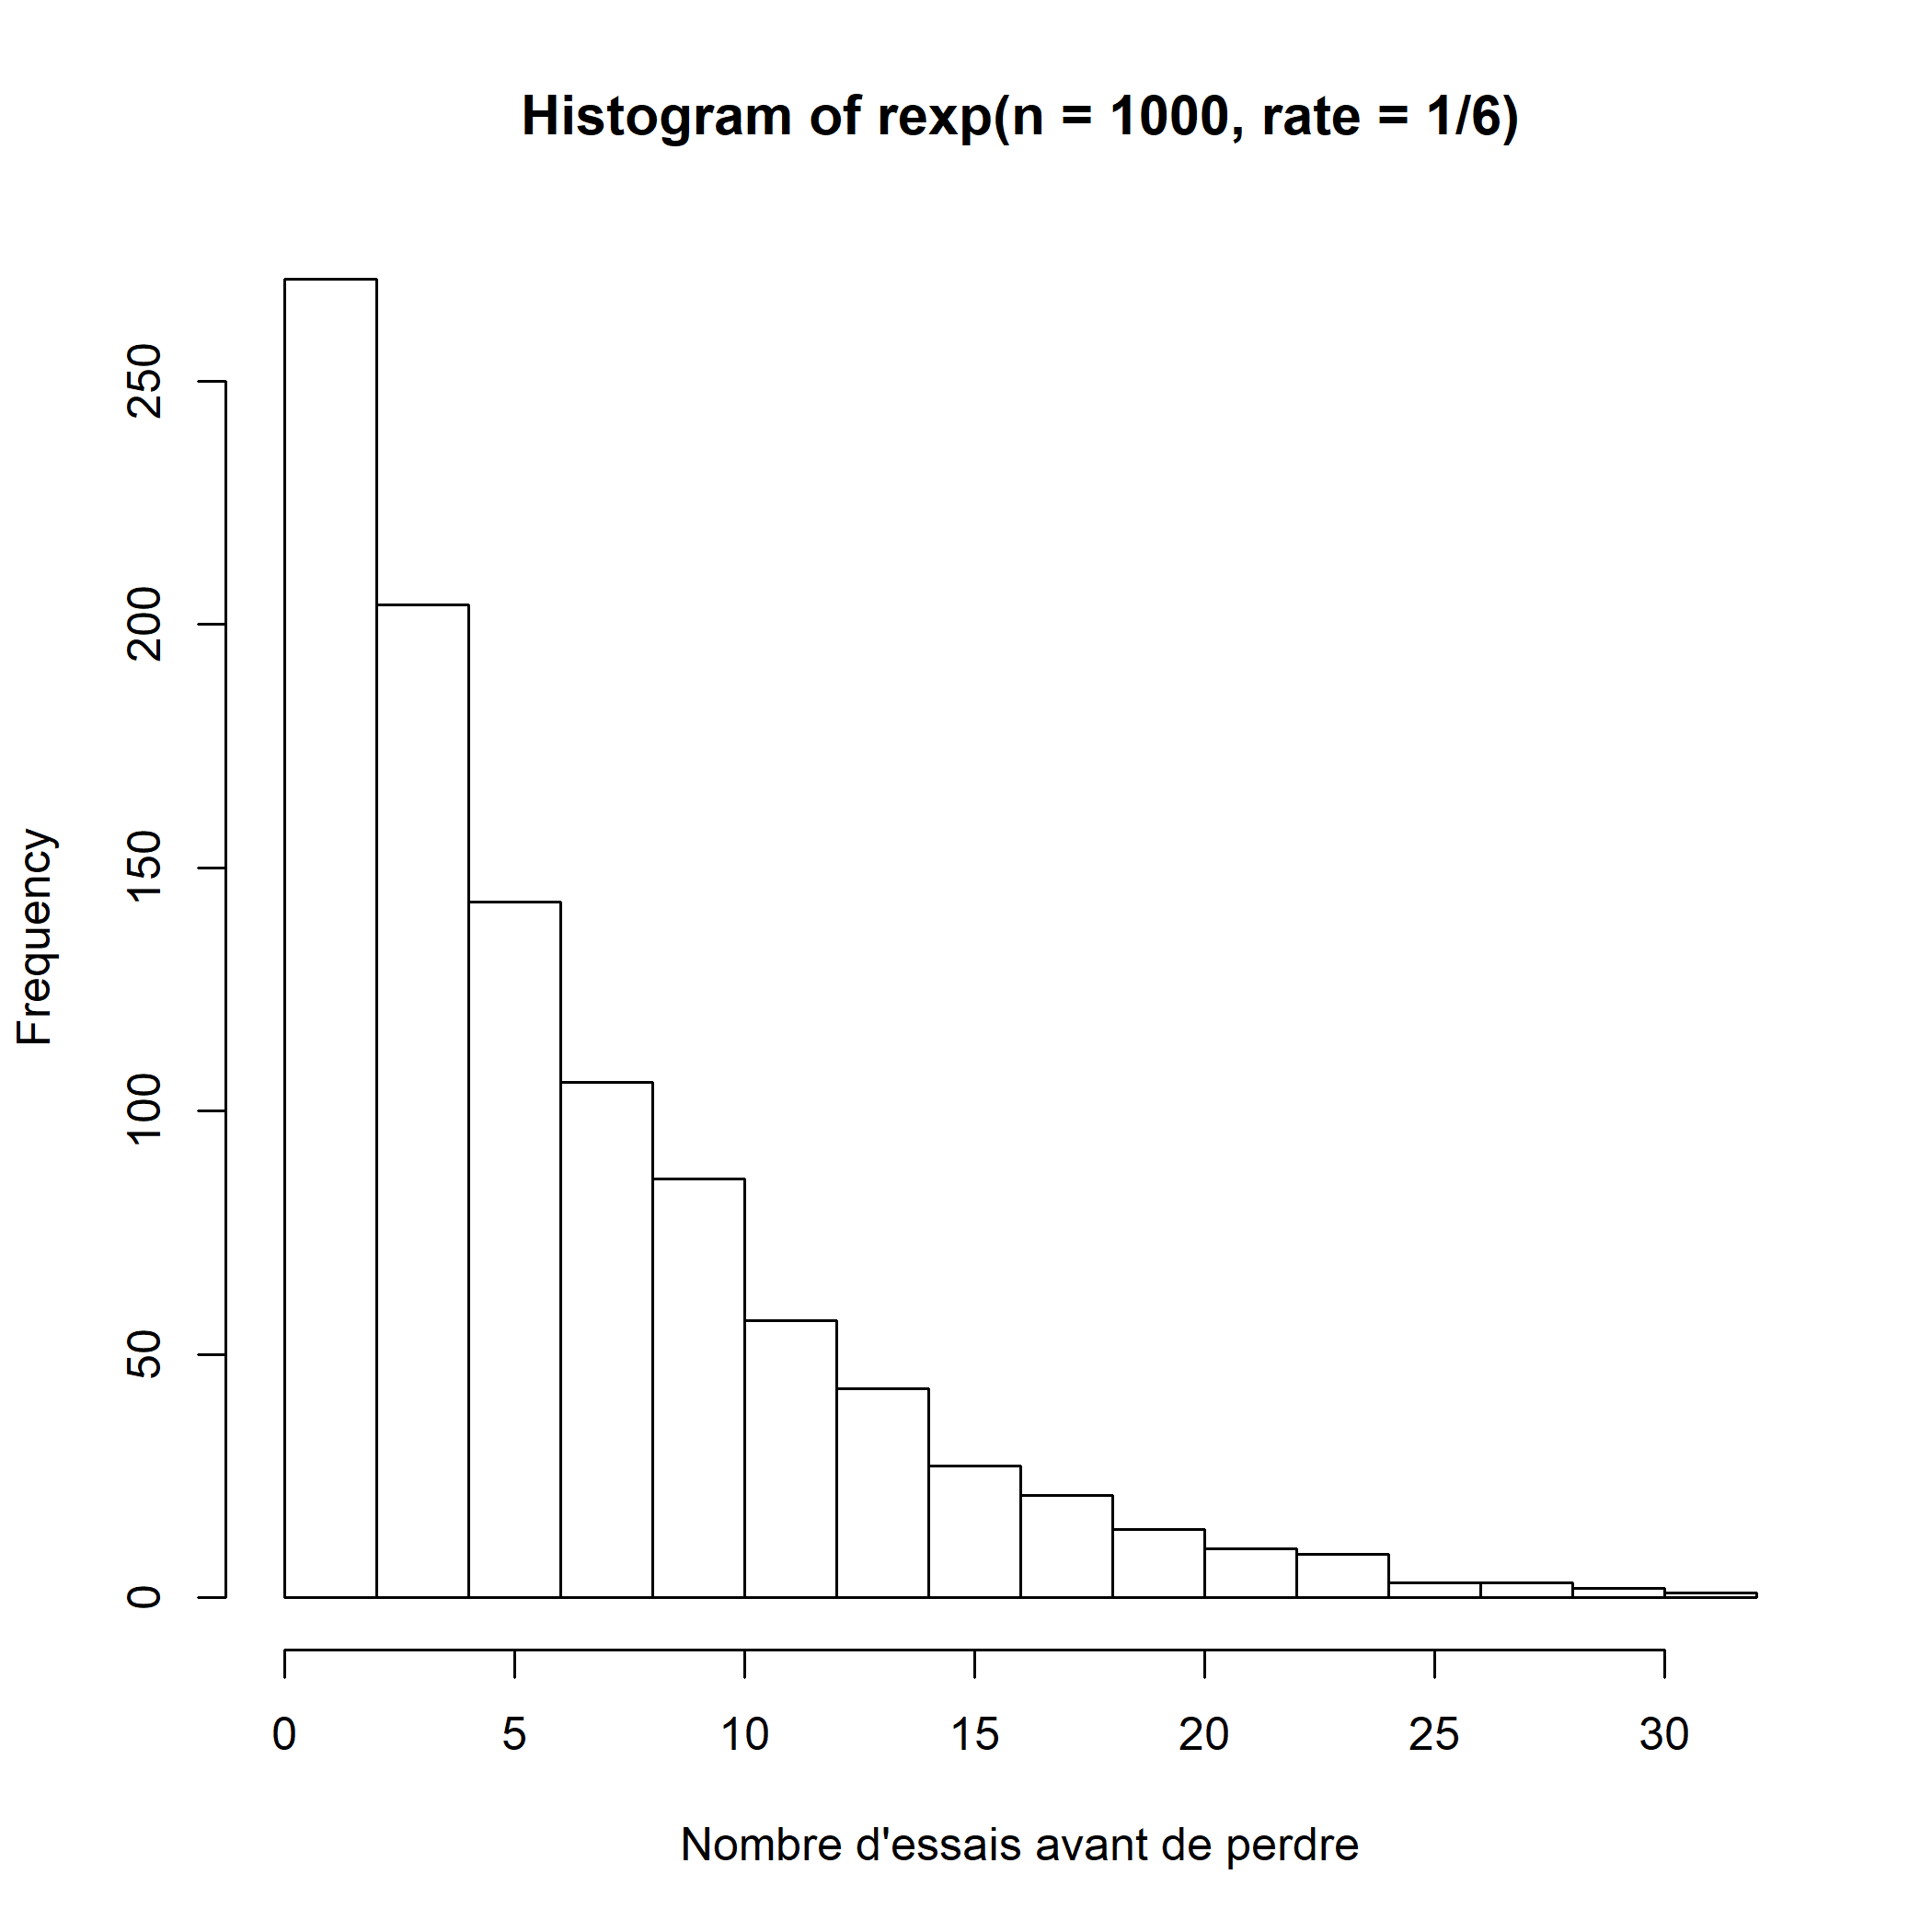 Histogram of rexp(n = 1000, rate = 1/6)
Frequency
250
200
150
100
50
0
0 5 10 15 20 25 30
Nombre d'essais avant de perdre